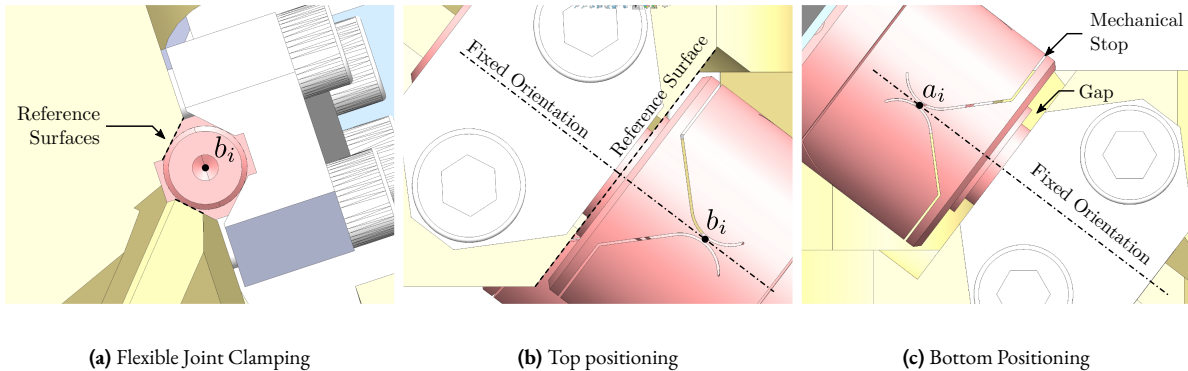 Reference
Surfaces
b_i
(a) Flexible Joint Clamping
Fixed Orientation
Reference Surface
b_i
(b) Top positioning
Mechanical
Stop
a_i
Gap
Fixed Orientation
(c) Bottom Positioning